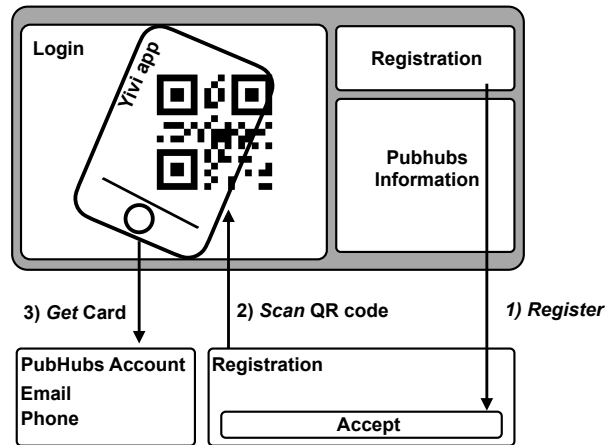 Login
Yivi app
Registration
Pubhubs
Information
3) Get Card
2) Scan QR code
1) Register
PubHubs Account
Email
Phone
Registration
Accept